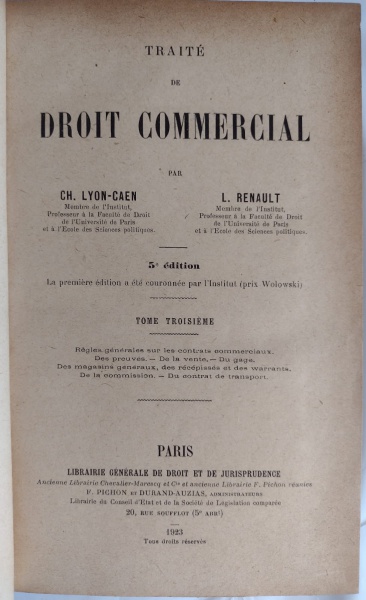 TRAITÉ
DE
DROIT COMMERCIAL
PAR
CH. LYON-CAEN
Membre de l'Institut,
Professeur à la Faculté de Droit
de l'Université de Paris
et à l'École des Sciences politiques.
L. RENAULT
Membre de l'Institut,
Professeur à la Faculté de Droit
de l'Université de Paris
et à l'École des Sciences politiques.
5e édition
La première édition a été couronnée par l'Institut (prix Wolowski)
TOME TROISIÈME
Règles générales sur les contrats commerciaux.
Des preuves. — De la vente. — Du gage.
Des magasins généraux, des récépissés et des warrants.
De la commission. — Du contrat de transport.
PARIS
LIBRAIRIE GÉNÉRALE DE DROIT ET DE JURISPRUDENCE
Ancienne Librairie Chevalier-Marescq et Cie et ancienne Librairie F. Pichon réunies
F. PICHON ET DURAND-AUZIAS, ADMINISTRATEURS
Librairie du Conseil d'État et de la Société de Législation comparée
20, RUE SOUFFLOT (5e ARRt)
1923
Tous droits réservés